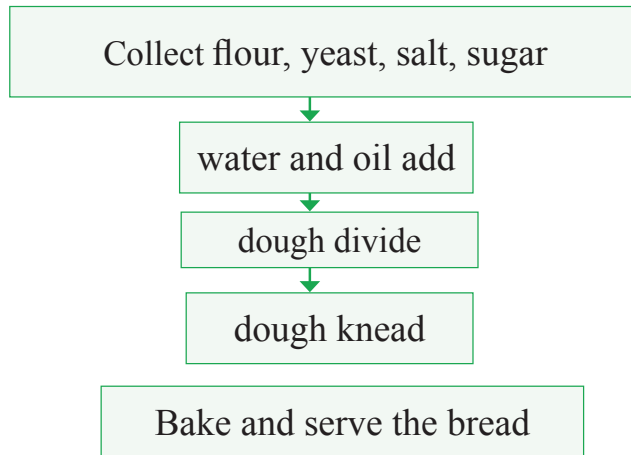 Collect flour, yeast, salt, sugar
water and oil add
dough divide
dough knead
Bake and serve the bread